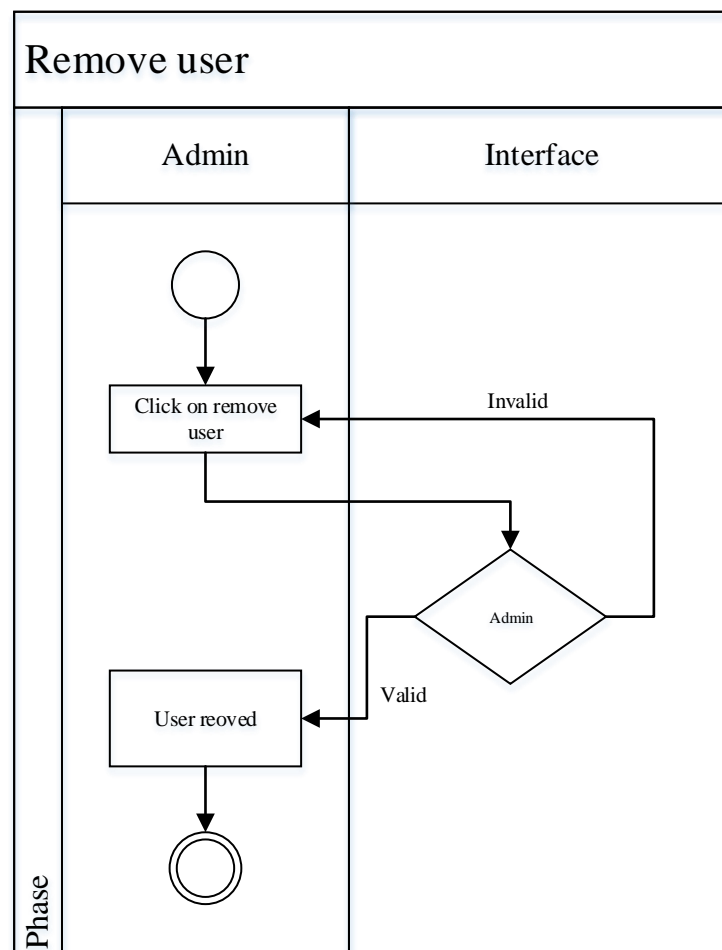 Remove user
Admin
Interface
Click on remove
user
Invalid
Admin
Valid
User reoved
Phase